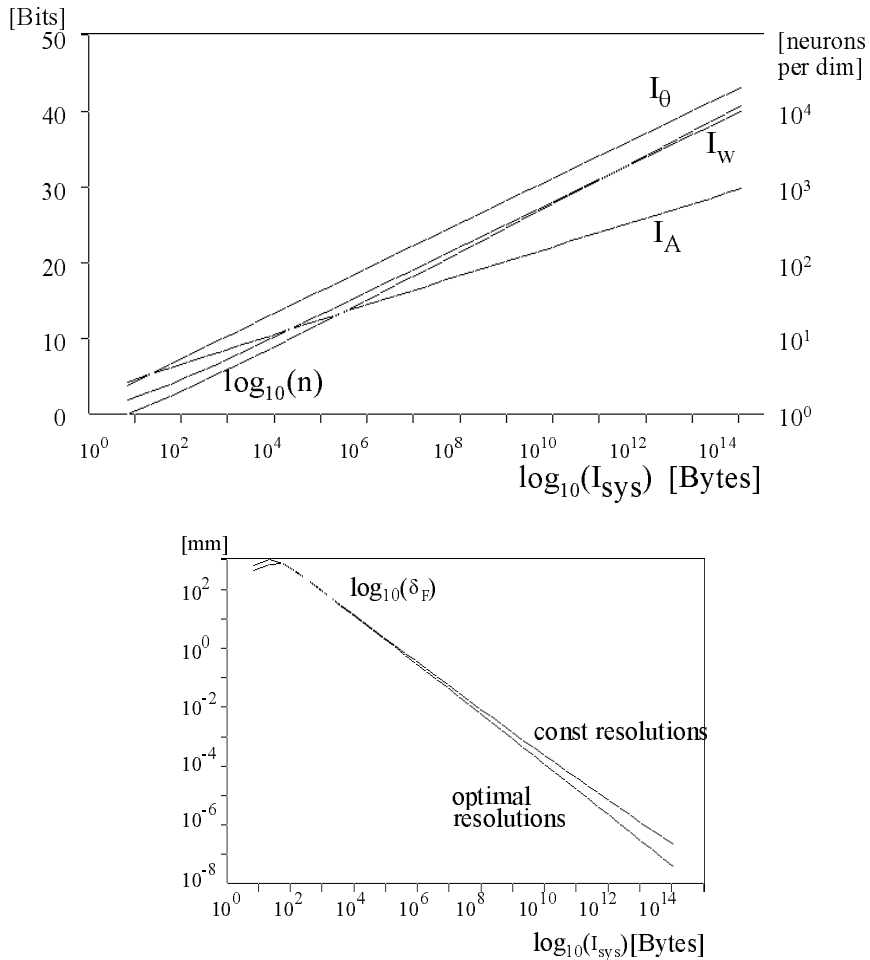 [Bits]
50
40
30
20
10
0
[neurons
per dim]
10^4
10^3
10^2
10^1
10^0
I_θ
I_w
I_A
log_10(n)
10^0 10^2 10^4 10^6 10^8 10^10 10^12 10^14
log_10(I_sys) [Bytes]
[mm]
10^2
10^0
10^-2
10^-4
10^-6
10^-8
log_10(δ_F)
const resolutions
optimal
resolutions
10^0 10^2 10^4 10^6 10^8 10^10 10^12 10^14
log_10(I_sys)[Bytes]